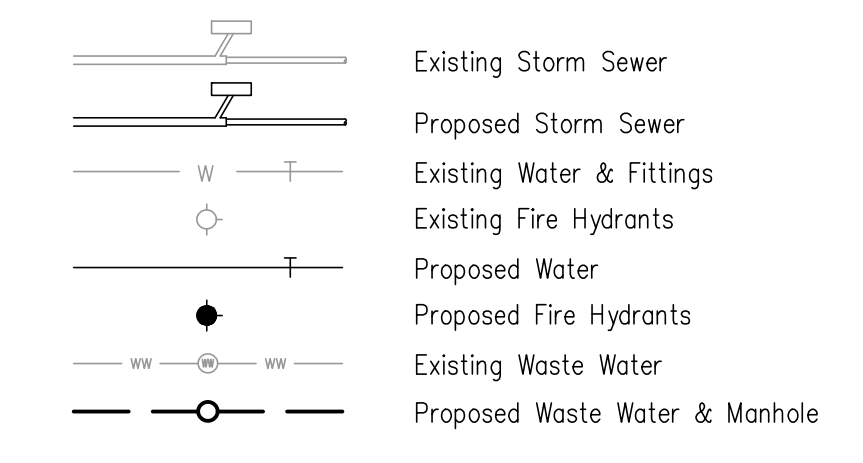 Existing Storm Sewer
Proposed Storm Sewer
W Existing Water & Fittings
Existing Fire Hydrants
Proposed Water
Proposed Fire Hydrants
WW WW WW Existing Waste Water
Proposed Waste Water & Manhole